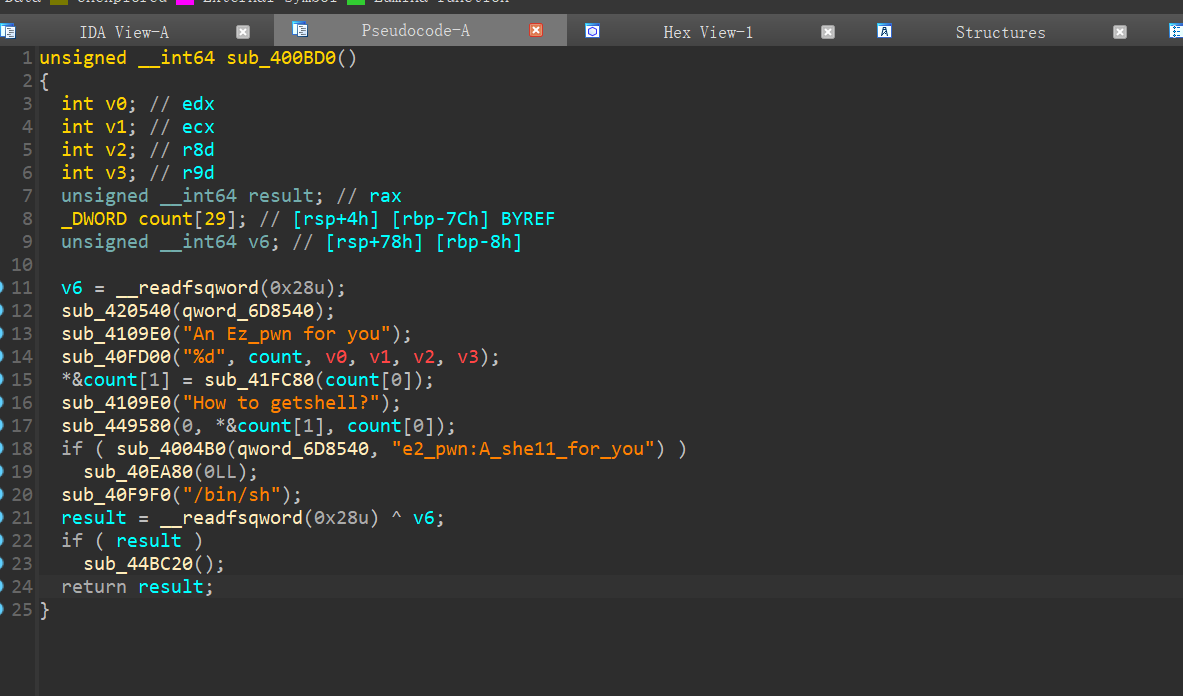 Data Unexplored External symbol Lumina function
IDA View-A Pseudocode-A Hex View-1 Structures
1 unsigned __int64 sub_400BD0()
2 {
3 int v0; // edx
4 int v1; // ecx
5 int v2; // r8d
6 int v3; // r9d
7 unsigned __int64 result; // rax
8 _DWORD count[29]; // [rsp+4h] [rbp-7Ch] BYREF
9 unsigned __int64 v6; // [rsp+78h] [rbp-8h]
10
11 v6 = __readfsqword(0x28u);
12 sub_420540(qword_6D8540);
13 sub_4109E0("An Ez_pwn for you");
14 sub_40FD00("%d", count, v0, v1, v2, v3);
15 *&count[1] = sub_41FC80(count[0]);
16 sub_4109E0("How to getshell?");
17 sub_449580(0, *&count[1], count[0]);
18 if ( sub_4004B0(qword_6D8540, "e2_pwn:A_she11_for_you") )
19 sub_40EA80(0LL);
20 sub_40F9F0("/bin/sh");
21 result = __readfsqword(0x28u) ^ v6;
22 if ( result )
23 sub_44BC20();
24 return result;
25 }